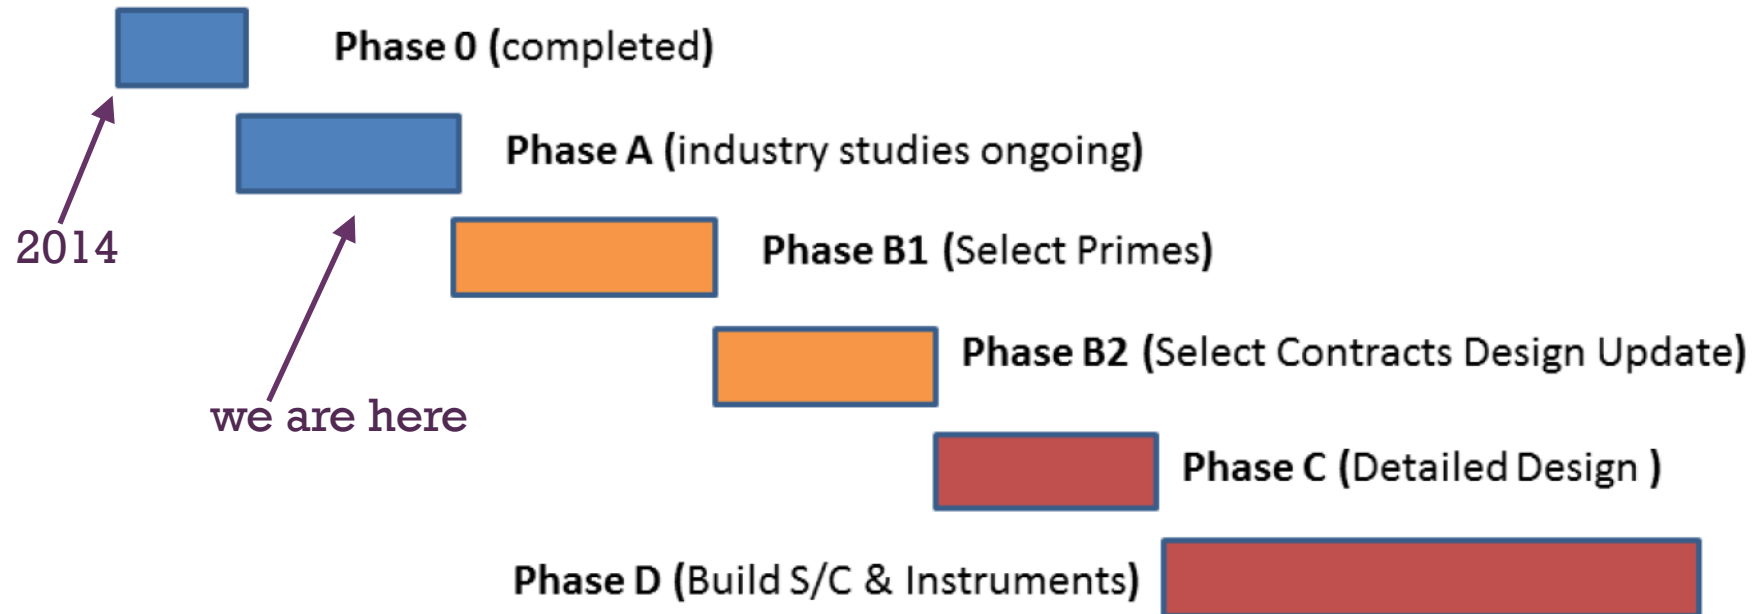 Phase 0 (completed)
Phase A (industry studies ongoing)
2014
Phase B1 (Select Primes)
Phase B2 (Select Contracts Design Update)
we are here
Phase C (Detailed Design )
Phase D (Build S/C & Instruments)